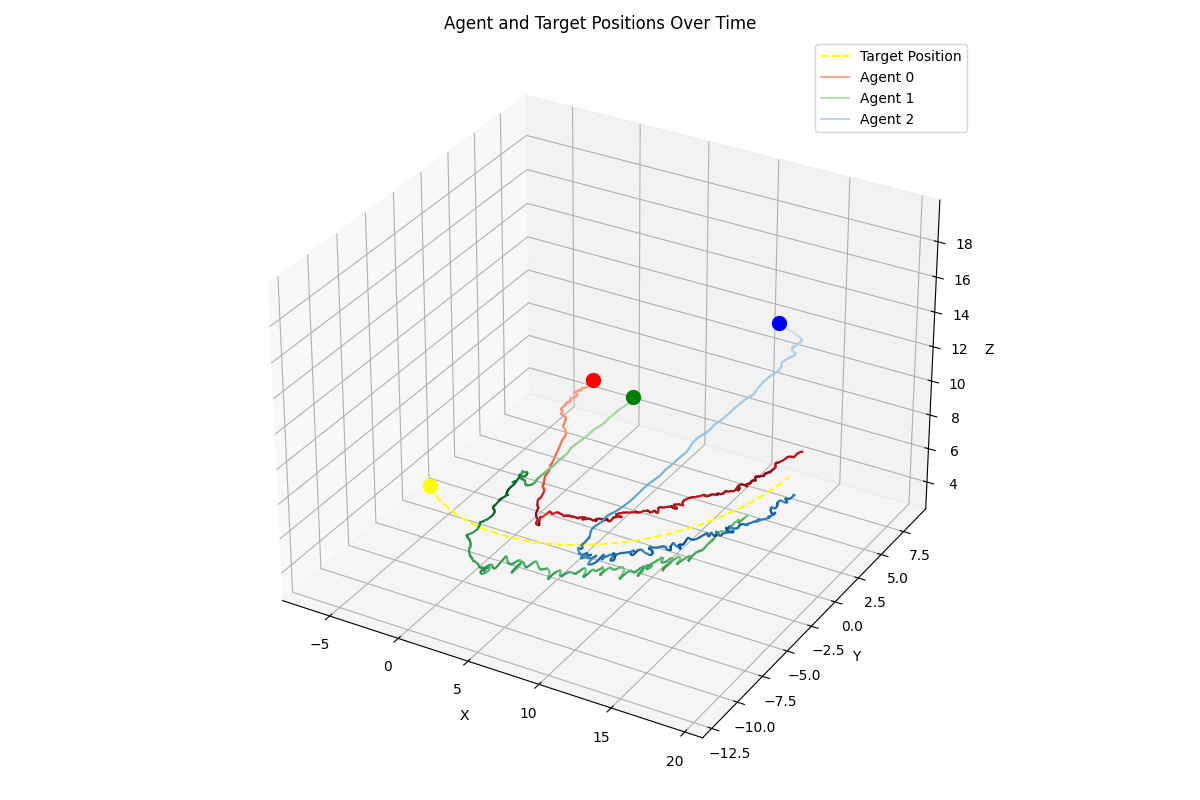 Agent and Target Positions Over Time
Target Position
Agent 0
Agent 1
Agent 2
18
16
14
12
10
8
6
4
Z
7.5
5.0
2.5
0.0
−2.5
−5.0
−7.5
−10.0
−12.5
Y
−5
0
5
10
15
20
X